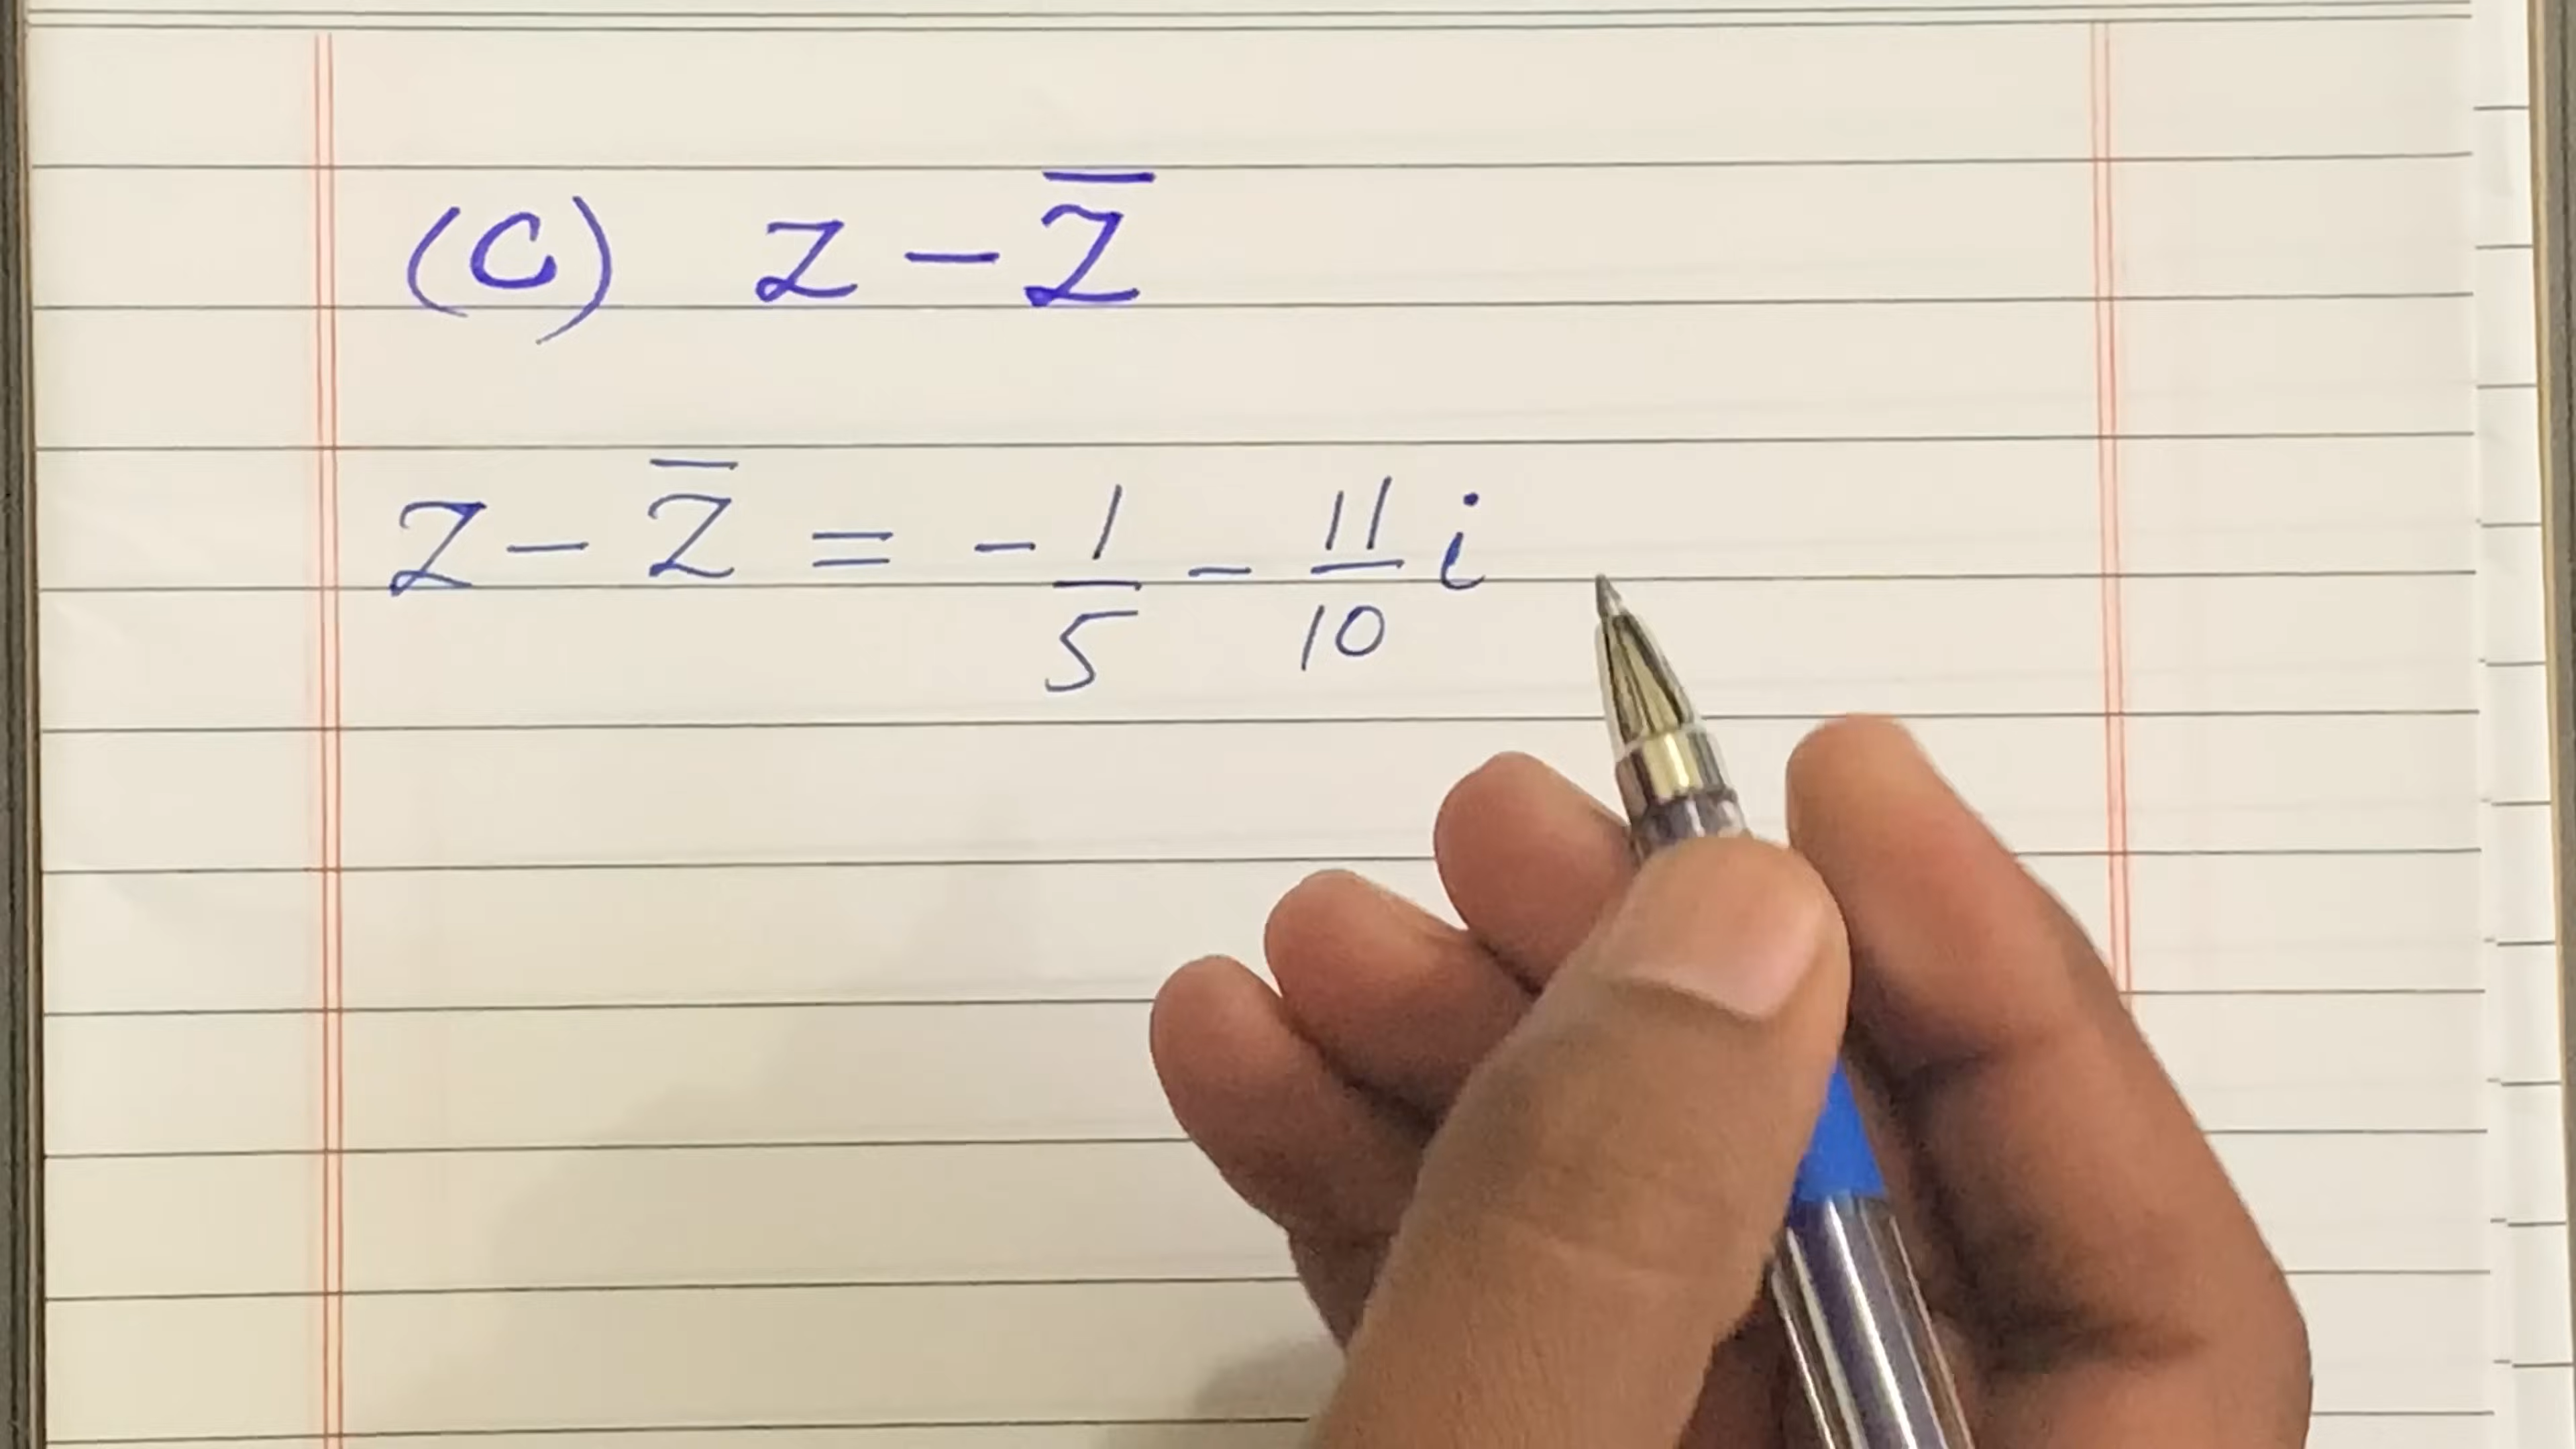 (C) z - z̅
z - z̅ = - 1/5 - 11/10 i